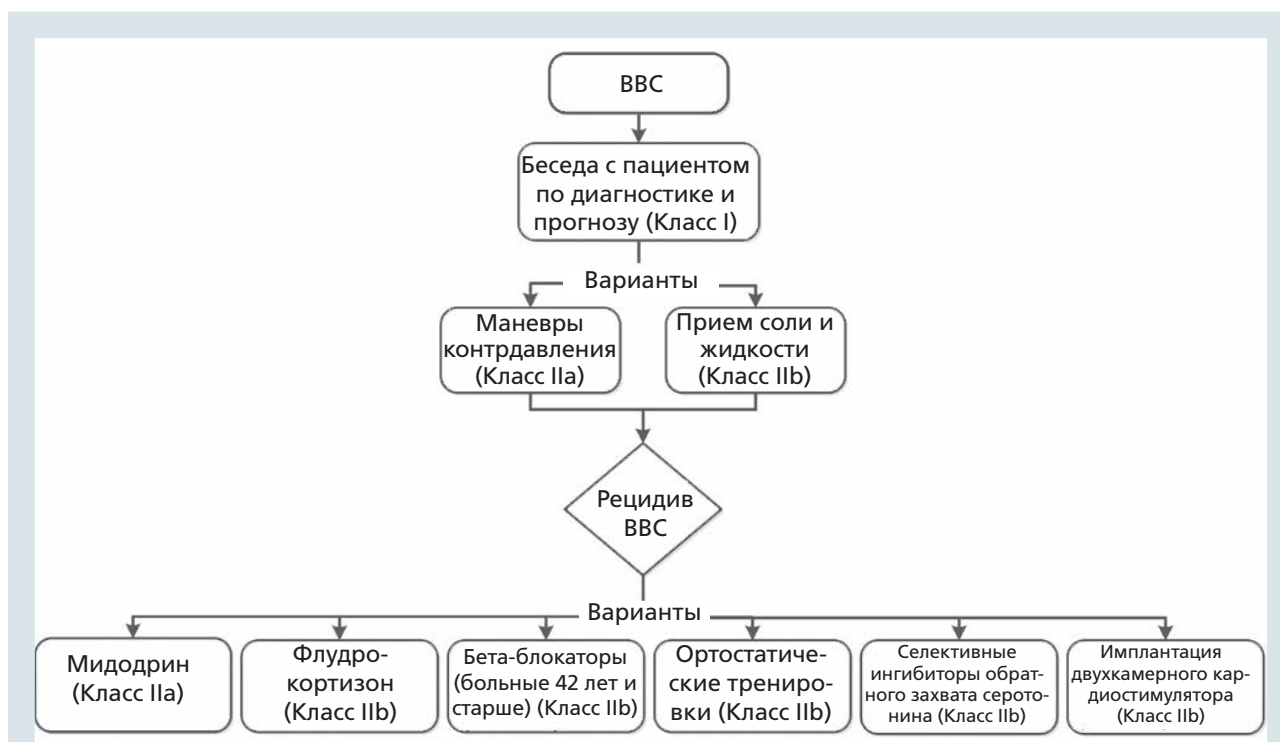 ВВС
Беседа с пациентом
по диагностике и
прогнозу (Класс I)
Варианты
Маневры
контрдавления
(Класс IIa)
Прием соли и
жидкости
(Класс IIb)
Рецидив
ВВС
Варианты
Мидодрин
(Класс IIa)
Флудро-
кортизон
(Класс IIb)
Бета-блокаторы
(больные 42 лет и
старше) (Класс IIb)
Ортостатиче-
ские трениро-
вки (Класс IIb)
Селективные
ингибиторы обрат-
ного захвата серото-
нина (Класс IIb)
Имплантация
двухкамерного кар-
диостимулятора
(Класс IIb)